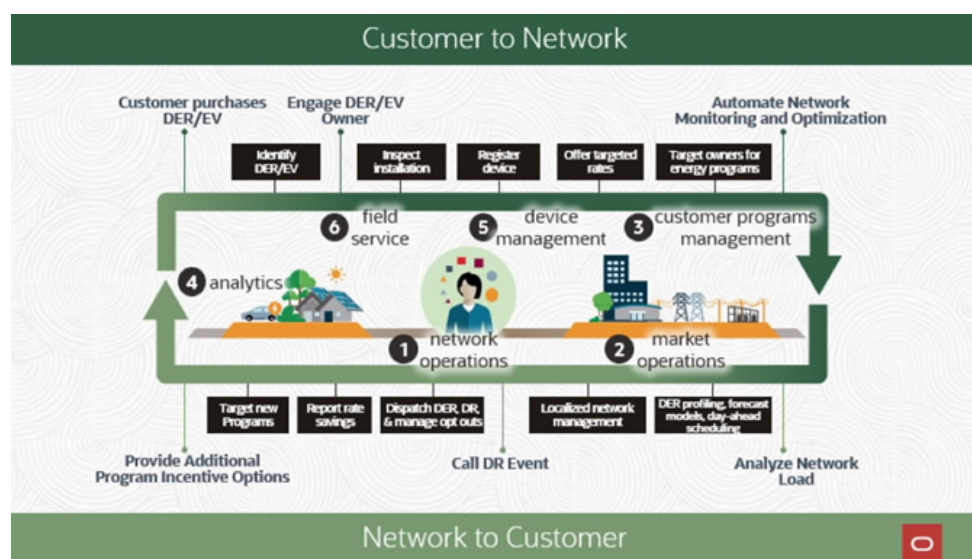 Customer to Network
Customer purchases
DER/EV
Engage DER/EV
Owner
Automate Network
Monitoring and Optimization
Identify
DER/EV
Inspect
installation
Register
device
Offer targeted
rates
Target owners for
energy programs
6 field
service
5 device
management
3 customer programs
management
4 analytics
1 network
operations
2 market
operations
Target new
Programs
Report rate
savings
Dispatch DER, DR,
& manage opt outs
Localized network
management
DER profiling, forecast
models, day-ahead
scheduling
Provide Additional
Program Incentive Options
Call DR Event
Analyze Network
Load
Network to Customer